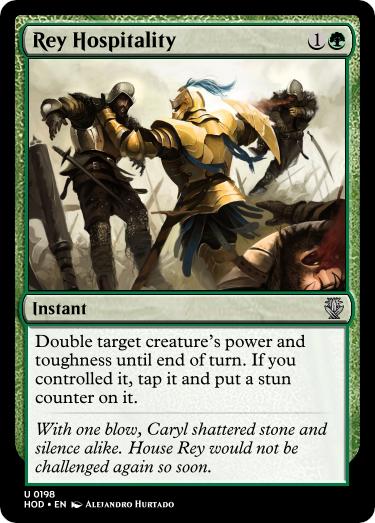 Rey Hospitality 1
Instant
Double target creature's power and
toughness until end of turn. If you
controlled it, tap it and put a stun
counter on it.
With one blow, Caryl shattered stone and
silence alike. House Rey would not be
challenged again so soon.
U 0198
HOD • EN Alejandro Hurtado